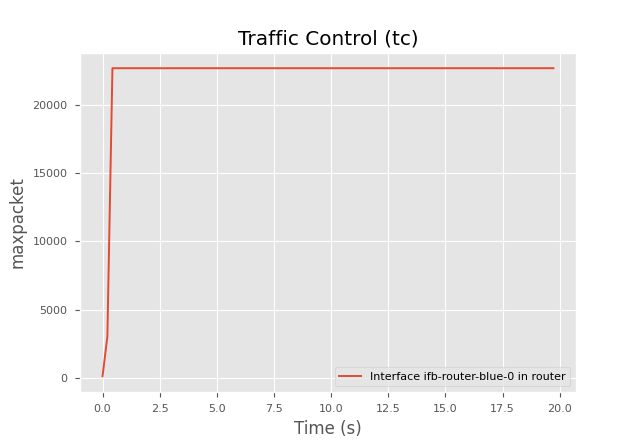 Traffic Control (tc)
maxpacket
20000
15000
10000
5000
0
0.0 2.5 5.0 7.5 10.0 12.5 15.0 17.5 20.0
Interface ifb-router-blue-0 in router
Time (s)